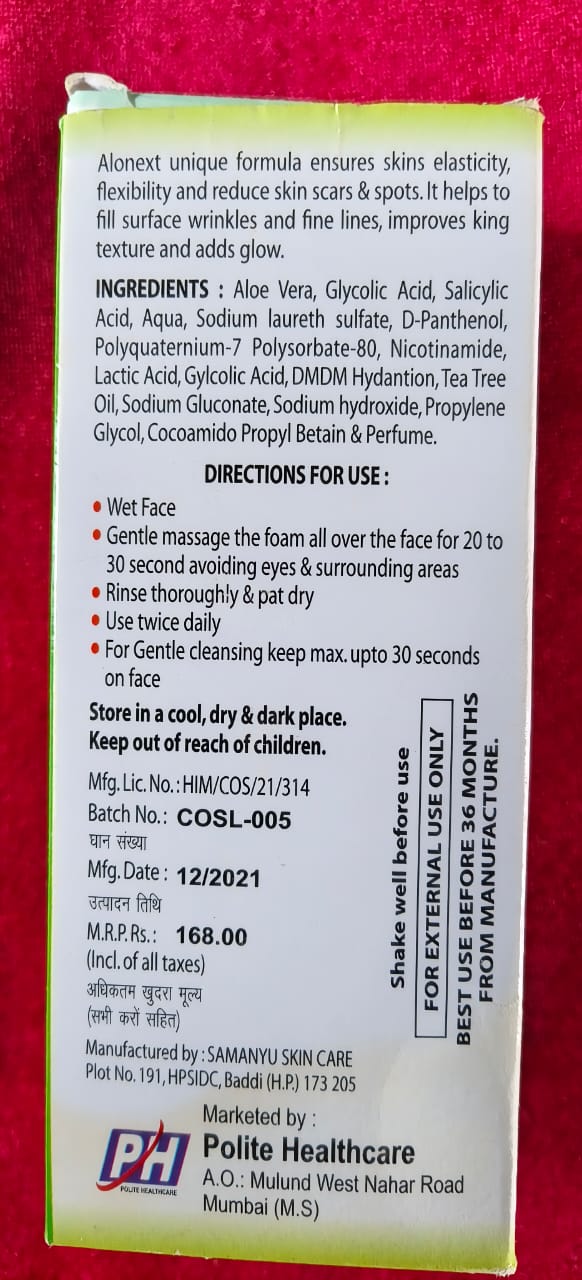 Alonext unique formula ensures skins elasticity,
flexibility and reduce skin scars & spots. It helps to
fill surface wrinkles and fine lines, improves king
texture and adds glow.
INGREDIENTS : Aloe Vera, Glycolic Acid, Salicylic
Acid, Aqua, Sodium laureth sulfate, D-Panthenol,
Polyquaternium-7 Polysorbate-80, Nicotinamide,
Lactic Acid, Gylcolic Acid, DMDM Hydantion, Tea Tree
Oil, Sodium Gluconate, Sodium hydroxide, Propylene
Glycol, Cocoamido Propyl Betain & Perfume.
DIRECTIONS FOR USE :
• Wet Face
• Gentle massage the foam all over the face for 20 to
30 second avoiding eyes & surrounding areas
• Rinse thoroughly & pat dry
• Use twice daily
• For Gentle cleansing keep max. upto 30 seconds
on face
Store in a cool, dry & dark place.
Keep out of reach of children.
Mfg. Lic. No. : HIM/COS/21/314
Batch No. : COSL-005
घान संख्या
Mfg. Date : 12/2021
उत्पादन तिथि
M.R.P. Rs. : 168.00
(Incl. of all taxes)
अधिकतम खुदरा मूल्य
(सभी करों सहित)
Shake well before use
FOR EXTERNAL USE ONLY
BEST USE BEFORE 36 MONTHS
FROM MANUFACTURE.
Manufactured by : SAMANYU SKIN CARE
Plot No. 191, HPSIDC, Baddi (H.P.) 173 205
Marketed by :
PH
POLITE HEALTHCARE
Polite Healthcare
A.O.: Mulund West Nahar Road
Mumbai (M.S)